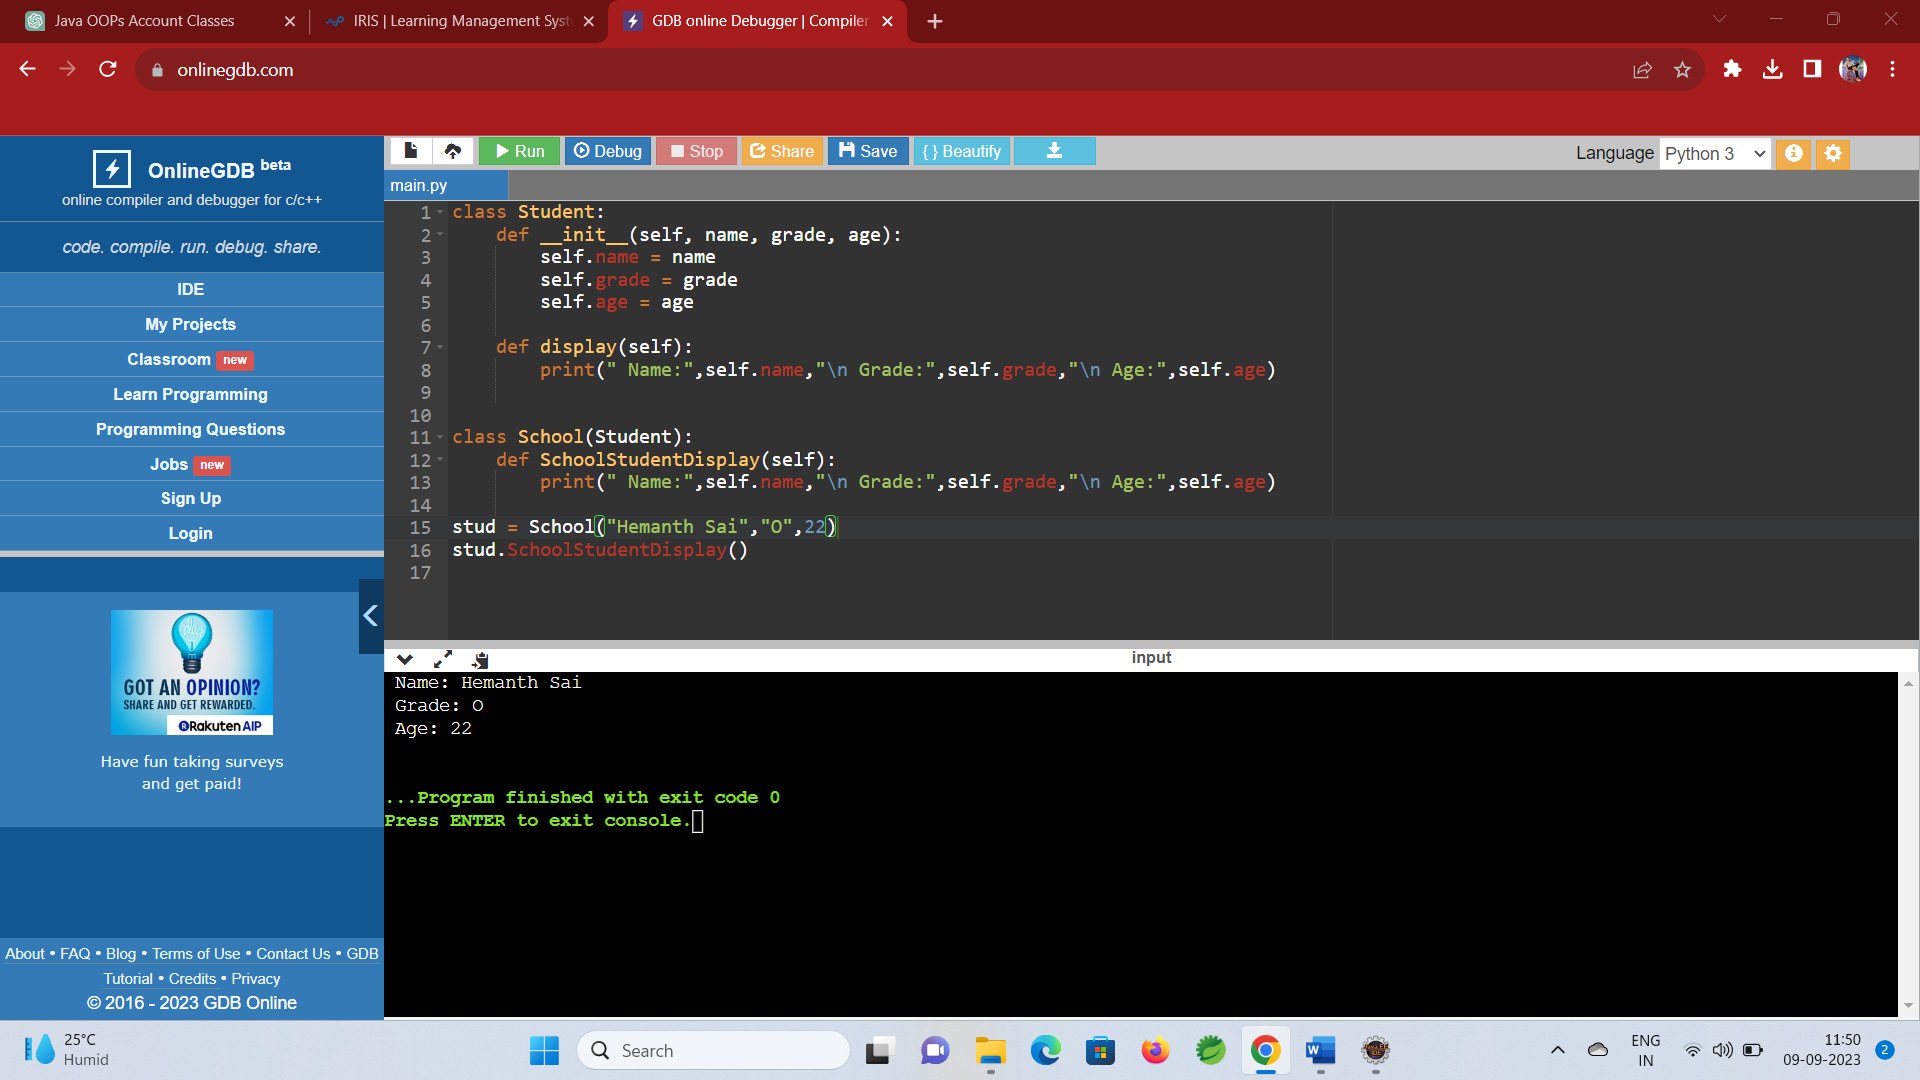 Java OOPs Account Classes
IRIS | Learning Management Syst
GDB online Debugger | Compiler
onlinegdb.com
OnlineGDB beta
online compiler and debugger for c/c++
code. compile. run. debug. share.
IDE
My Projects
Classroom new
Learn Programming
Programming Questions
Jobs new
Sign Up
Login
idea
GOT AN OPINION?
SHARE AND GET REWARDED.
Rakuten AIP
Have fun taking surveys
and get paid!
About • FAQ • Blog • Terms of Use • Contact Us • GDB
Tutorial • Credits • Privacy
© 2016 - 2023 GDB Online
Run Debug Stop Share Save { } Beautify
Language Python 3
main.py
1 class Student:
2     def __init__(self, name, grade, age):
3         self.name = name
4         self.grade = grade
5         self.age = age
6
7     def display(self):
8         print(" Name:",self.name,"\n Grade:",self.grade,"\n Age:",self.age)
9
10
11 class School(Student):
12     def SchoolStudentDisplay(self):
13         print(" Name:",self.name,"\n Grade:",self.grade,"\n Age:",self.age)
14
15 stud = School("Hemanth Sai","O",22)
16 stud.SchoolStudentDisplay()
17
input
Name: Hemanth Sai
Grade: O
Age: 22
...Program finished with exit code 0
Press ENTER to exit console.
25°C
Humid
Search
ENG
IN
11:50
09-09-2023
2